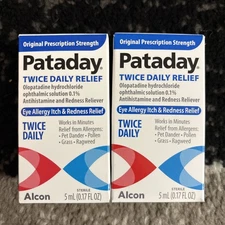 Original Prescription Strength
Pataday
TWICE DAILY RELIEF
Olopatadine hydrochloride
ophthalmic solution 0.1%
Antihistamine and Redness Reliever
Eye Allergy Itch & Redness Relief
TWICE
DAILY
Works in Minutes
Relief from Allergens:
• Pet Dander • Pollen
• Grass • Ragweed
Alcon
STERILE
5 mL (0.17 FL OZ)
Original Prescription Strength
Pataday
TWICE DAILY RELIEF
Olopatadine hydrochloride
ophthalmic solution 0.1%
Antihistamine and Redness Reliever
Eye Allergy Itch & Redness Relief
TWICE
DAILY
Works in Minutes
Relief from Allergens:
• Pet Dander • Pollen
• Grass • Ragweed
Alcon
STERILE
5 mL (0.17 FL OZ)